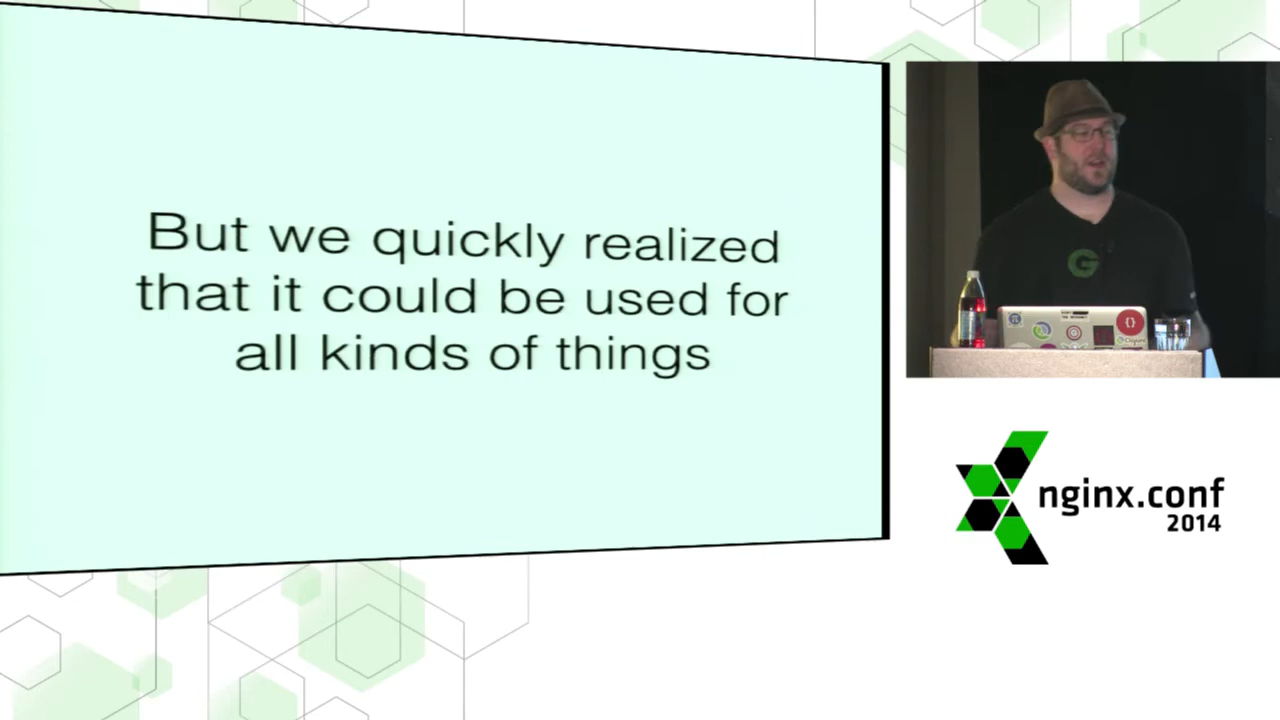 But we quickly realized
that it could be used for
all kinds of things
G
{}
nginx.conf
2014